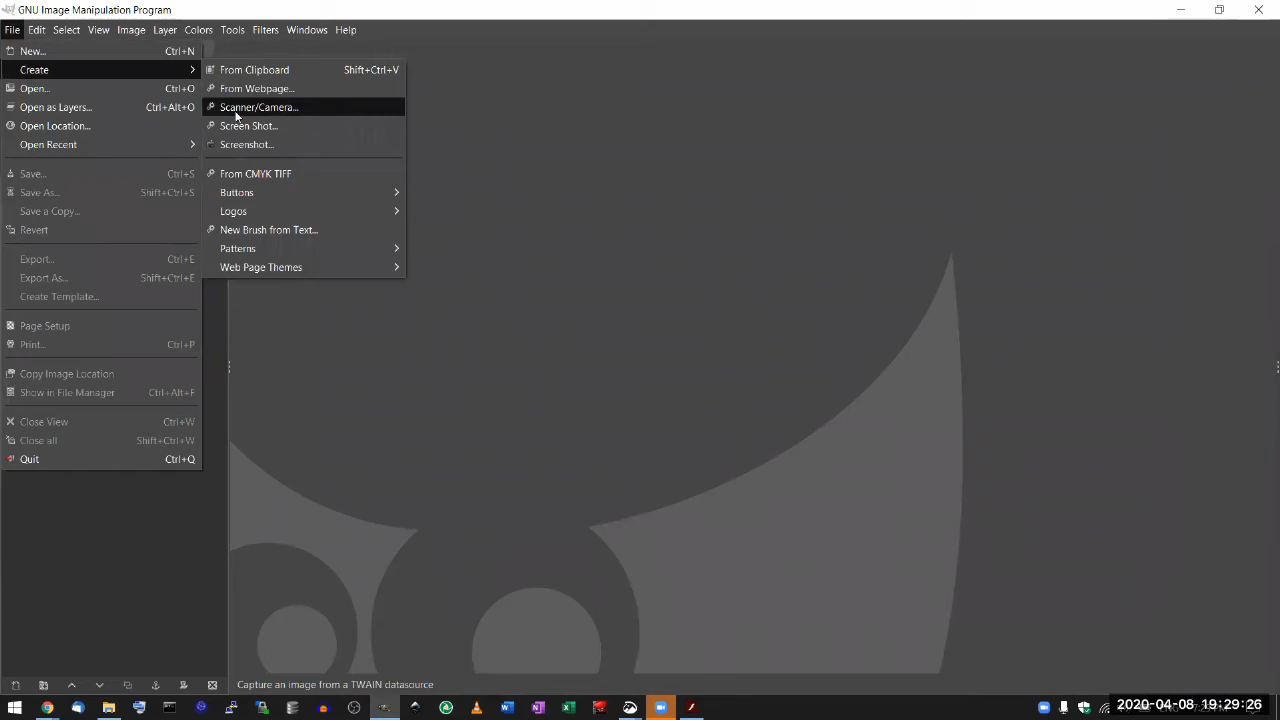 GNU Image Manipulation Program
File Edit Select View Image Layer Colors Tools Filters Windows Help
New... Ctrl+N
Create
Open... Ctrl+O
Open as Layers... Ctrl+Alt+O
Open Location...
Open Recent
Save... Ctrl+S
Save As... Shift+Ctrl+S
Save a Copy...
Revert
Export... Ctrl+E
Export As... Shift+Ctrl+E
Create Template...
Page Setup
Print... Ctrl+P
Copy Image Location
Show in File Manager Ctrl+Alt+F
Close View Ctrl+W
Close all Shift+Ctrl+W
Quit Ctrl+Q
From Clipboard Shift+Ctrl+V
From Webpage...
Scanner/Camera...
Screen Shot...
Screenshot...
From CMYK TIFF
Buttons
Logos
New Brush from Text...
Patterns
Web Page Themes
Capture an image from a TWAIN datasource
2020-04-08 19:29:26